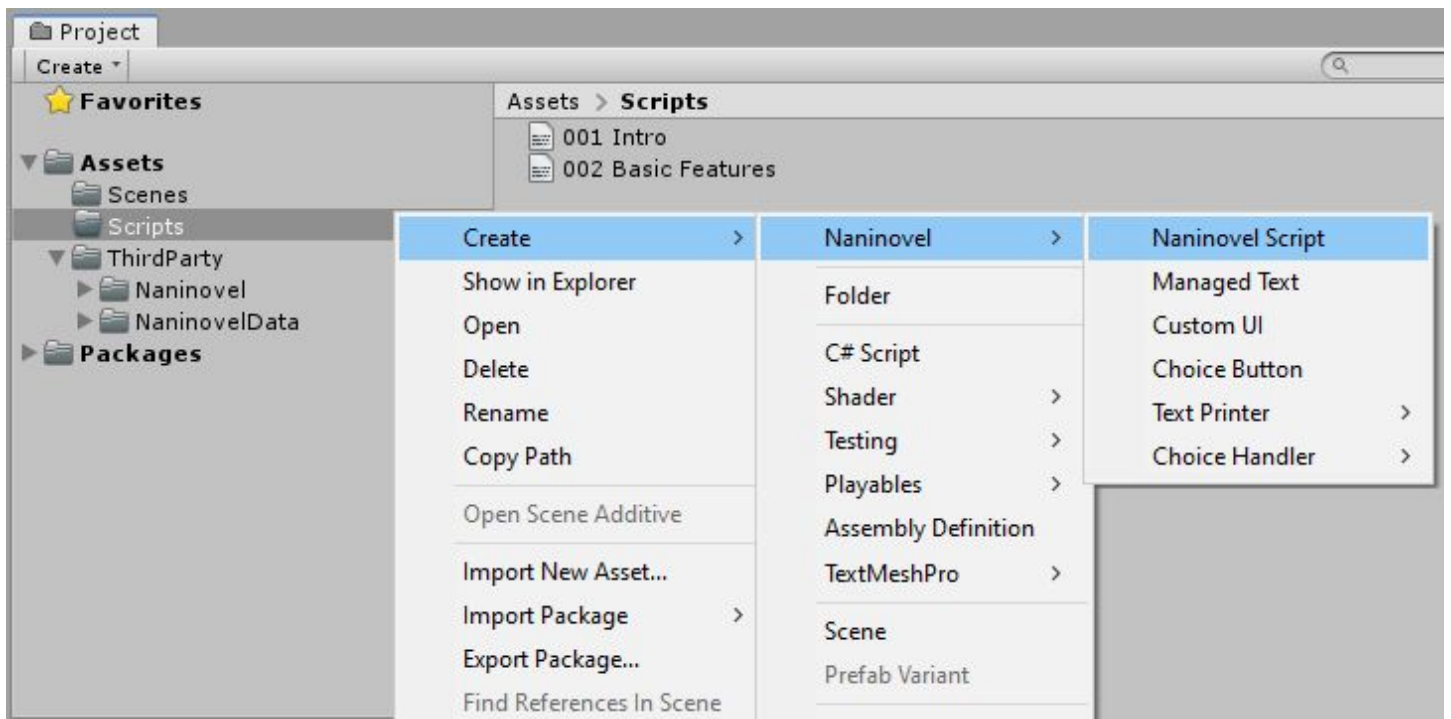 Project
Create
Favorites
Assets
Scenes
Scripts
ThirdParty
Naninovel
NaninovelData
Packages
Assets > Scripts
001 Intro
002 Basic Features
Create >
Show in Explorer
Open
Delete
Rename
Copy Path
Open Scene Additive
Import New Asset...
Import Package >
Export Package...
Find References In Scene
Naninovel >
Folder
C# Script
Shader >
Testing >
Playables >
Assembly Definition
TextMeshPro >
Scene
Prefab Variant
Naninovel Script
Managed Text
Custom UI
Choice Button
Text Printer >
Choice Handler >